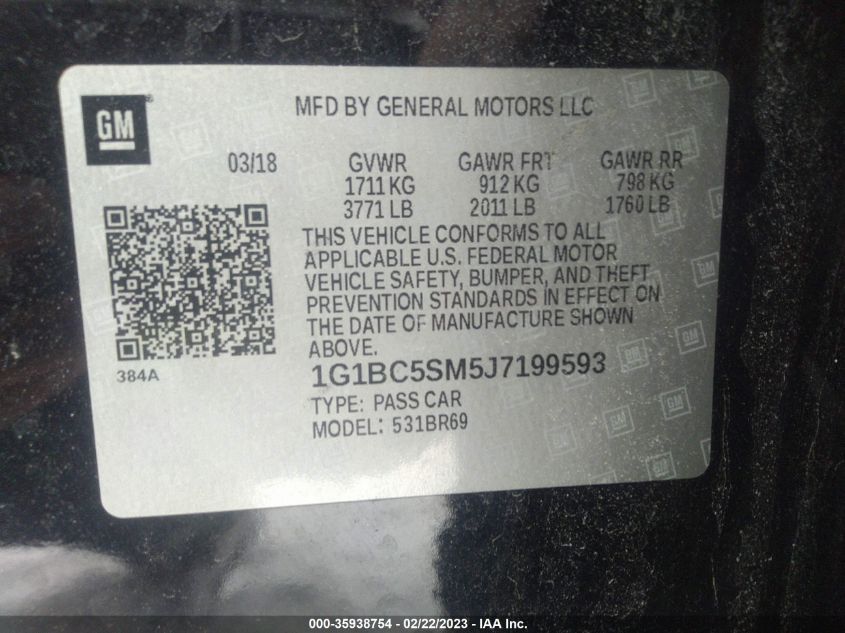 GM
MFD BY GENERAL MOTORS LLC
03/18 GVWR GAWR FRT GAWR RR
1711 KG 912 KG 798 KG
3771 LB 2011 LB 1760 LB
THIS VEHICLE CONFORMS TO ALL
APPLICABLE U.S. FEDERAL MOTOR
VEHICLE SAFETY, BUMPER, AND THEFT
PREVENTION STANDARDS IN EFFECT ON
THE DATE OF MANUFACTURE SHOWN
ABOVE.
384A
1G1BC5SM5J7199593
TYPE: PASS CAR
MODEL: 531BR69
000-35938754 - 02/22/2023 - IAA Inc.